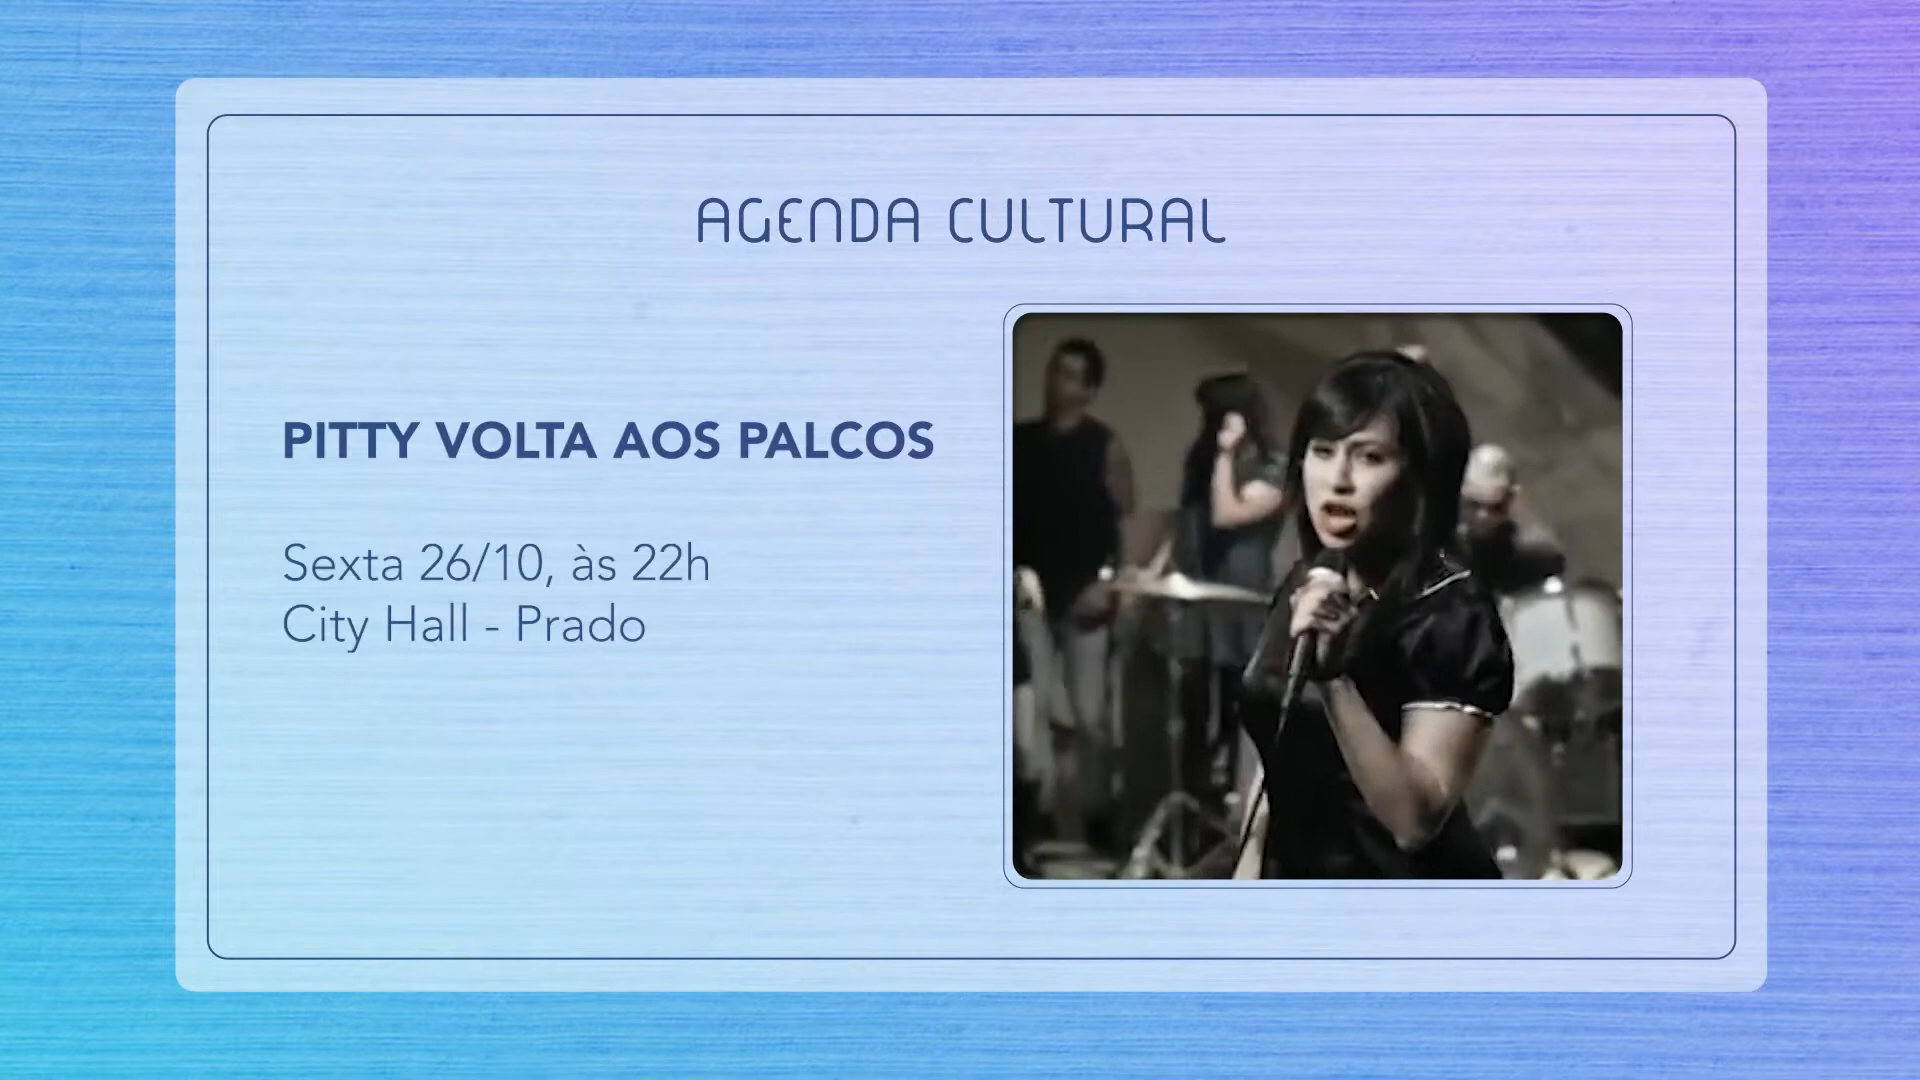 AGENDA CULTURAL
PITTY VOLTA AOS PALCOS
Sexta 26/10, às 22h
City Hall - Prado